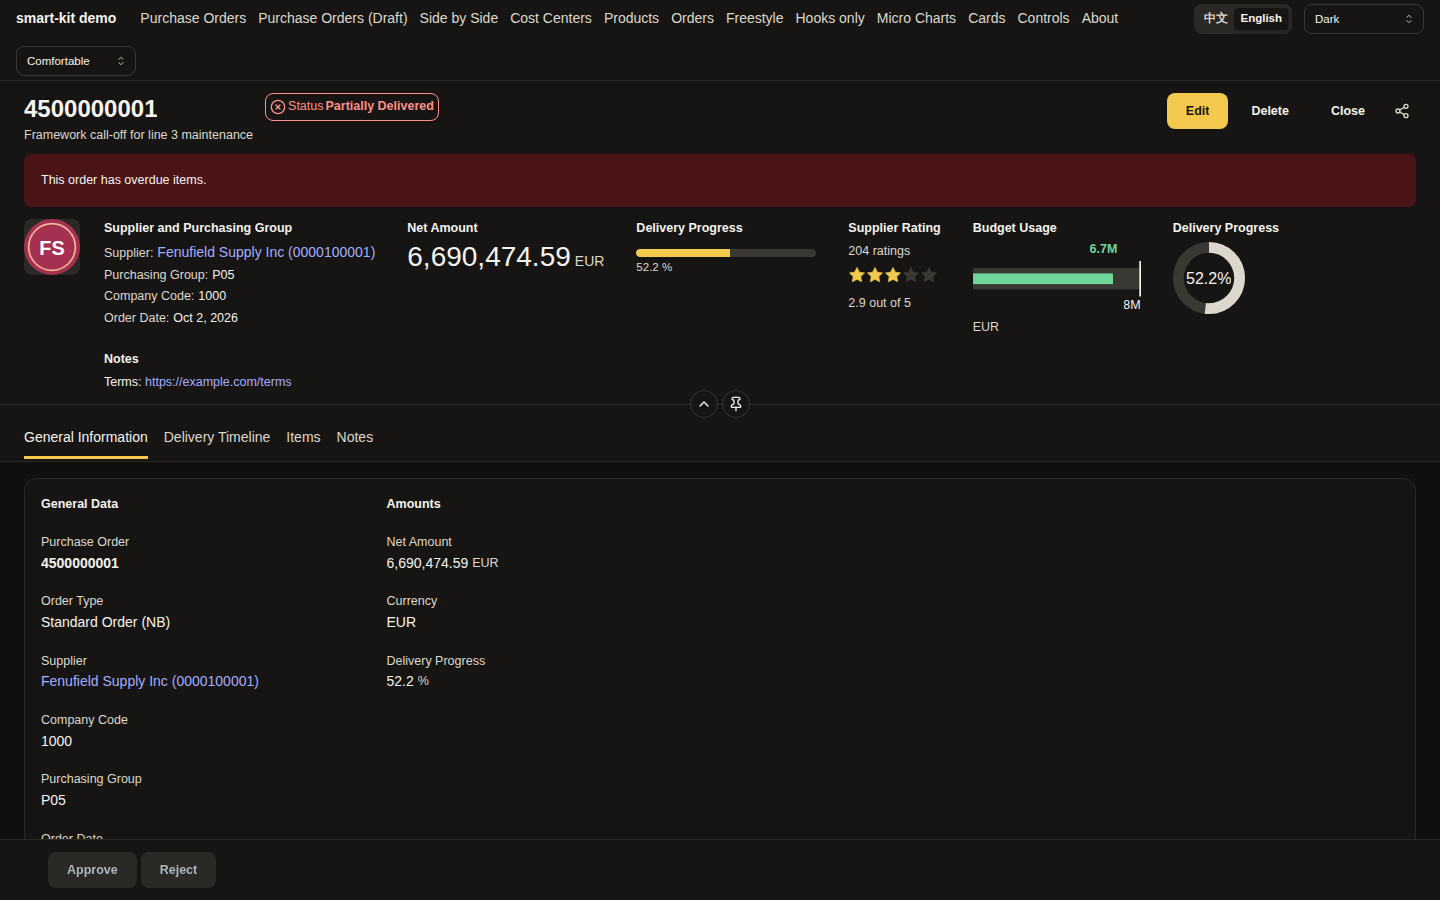 smart-kit demo Purchase Orders Purchase Orders (Draft) Side by Side Cost Centers Products Orders Freestyle Hooks only Micro Charts Cards Controls About 中文 English Dark
Comfortable
4500000001 Status Partially Delivered Edit Delete Close
Framework call-off for line 3 maintenance
This order has overdue items.
FS
Supplier and Purchasing Group
Supplier: Fenufield Supply Inc (0000100001)
Purchasing Group: P05
Company Code: 1000
Order Date: Oct 2, 2026
Notes
Terms: https://example.com/terms
Net Amount
6,690,474.59 EUR
Delivery Progress
52.2 %
Supplier Rating
204 ratings
2.9 out of 5
Budget Usage
6.7M
8M
EUR
Delivery Progress
52.2%
General Information Delivery Timeline Items Notes
General Data
Purchase Order
4500000001
Order Type
Standard Order (NB)
Supplier
Fenufield Supply Inc (0000100001)
Company Code
1000
Purchasing Group
P05
Order Date
Amounts
Net Amount
6,690,474.59 EUR
Currency
EUR
Delivery Progress
52.2 %
Approve Reject